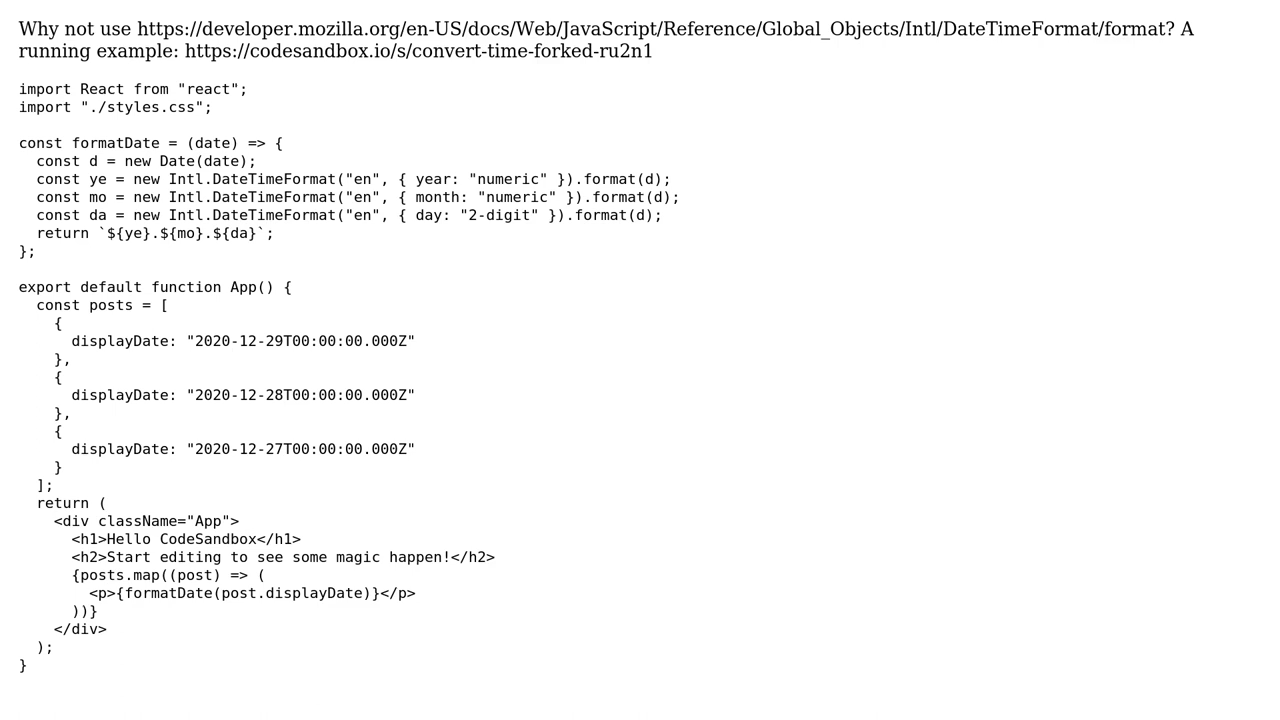 Why not use https://developer.mozilla.org/en-US/docs/Web/JavaScript/Reference/Global_Objects/Intl/DateTimeFormat/format? A
running example: https://codesandbox.io/s/convert-time-forked-ru2n1
import React from "react";
import "./styles.css";
const formatDate = (date) => {
  const d = new Date(date);
  const ye = new Intl.DateTimeFormat("en", { year: "numeric" }).format(d);
  const mo = new Intl.DateTimeFormat("en", { month: "numeric" }).format(d);
  const da = new Intl.DateTimeFormat("en", { day: "2-digit" }).format(d);
  return `${ye}.${mo}.${da}`;
};
export default function App() {
  const posts = [
    {
      displayDate: "2020-12-29T00:00:00.000Z"
    },
    {
      displayDate: "2020-12-28T00:00:00.000Z"
    },
    {
      displayDate: "2020-12-27T00:00:00.000Z"
    }
  ];
  return (
    <div className="App">
      <h1>Hello CodeSandbox</h1>
      <h2>Start editing to see some magic happen!</h2>
      {posts.map((post) => (
        <p>{formatDate(post.displayDate)}</p>
      ))}
    </div>
  );
}